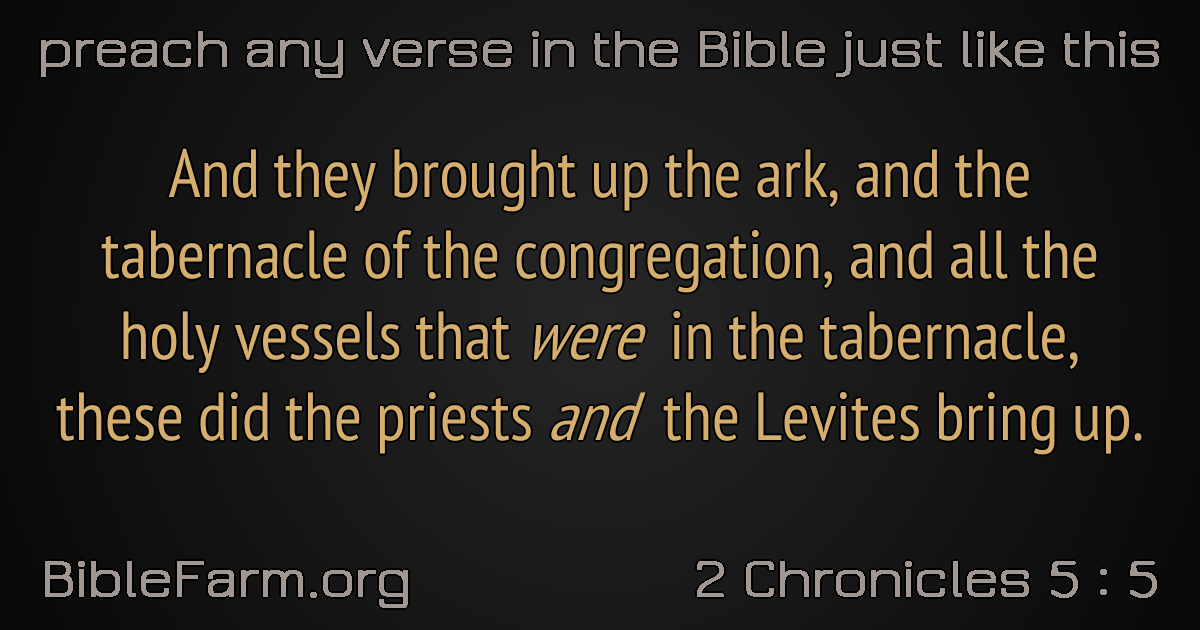 preach any verse in the Bible just like this
And they brought up the ark, and the
tabernacle of the congregation, and all the
holy vessels that were in the tabernacle,
these did the priests and the Levites bring up.
BibleFarm.org
2 Chronicles 5 : 5